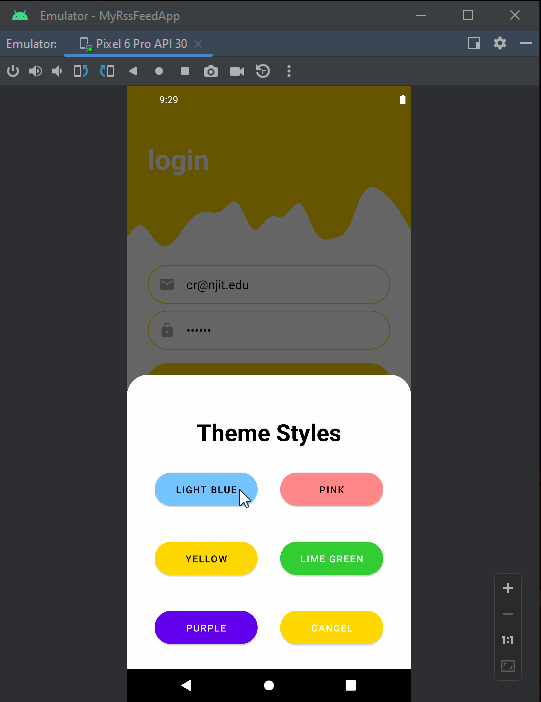 Emulator - MyRssFeedApp
Emulator: Pixel 6 Pro API 30
9:29
login
cr@njit.edu
••••••
Theme Styles
LIGHT BLUE PINK
YELLOW LIME GREEN
PURPLE CANCEL
1:1